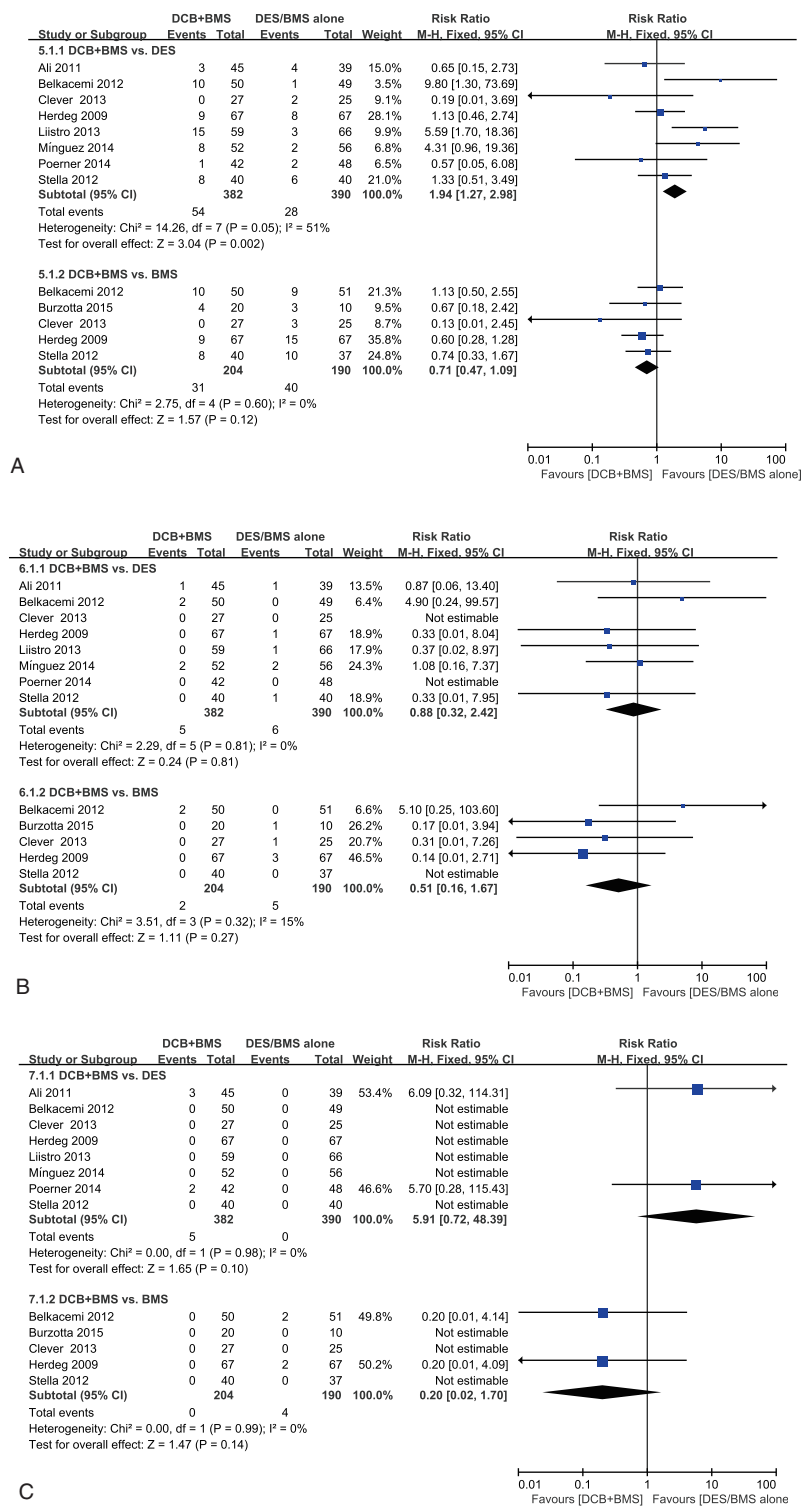 DCB+BMS DES/BMS alone Risk Ratio Risk Ratio
Study or Subgroup Events Total Events Total Weight M-H. Fixed. 95% CI M-H. Fixed. 95% CI
5.1.1 DCB+BMS vs. DES
Ali 2011 3 45 4 39 15.0% 0.65 [0.15, 2.73]
Belkacemi 2012 10 50 1 49 3.5% 9.80 [1.30, 73.69]
Clever 2013 0 27 2 25 9.1% 0.19 [0.01, 3.69]
Herdeg 2009 9 67 8 67 28.1% 1.13 [0.46, 2.74]
Liistro 2013 15 59 3 66 9.9% 5.59 [1.70, 18.36]
Mínguez 2014 8 52 2 56 6.8% 4.31 [0.96, 19.36]
Poerner 2014 1 42 2 48 6.5% 0.57 [0.05, 6.08]
Stella 2012 8 40 6 40 21.0% 1.33 [0.51, 3.49]
Subtotal (95% CI) 382 390 100.0% 1.94 [1.27, 2.98]
Total events 54 28
Heterogeneity: Chi² = 14.26, df = 7 (P = 0.05); I² = 51%
Test for overall effect: Z = 3.04 (P = 0.002)
5.1.2 DCB+BMS vs. BMS
Belkacemi 2012 10 50 9 51 21.3% 1.13 [0.50, 2.55]
Burzotta 2015 4 20 3 10 9.5% 0.67 [0.18, 2.42]
Clever 2013 0 27 3 25 8.7% 0.13 [0.01, 2.45]
Herdeg 2009 9 67 15 67 35.8% 0.60 [0.28, 1.28]
Stella 2012 8 40 10 37 24.8% 0.74 [0.33, 1.67]
Subtotal (95% CI) 204 190 100.0% 0.71 [0.47, 1.09]
Total events 31 40
Heterogeneity: Chi² = 2.75, df = 4 (P = 0.60); I² = 0%
Test for overall effect: Z = 1.57 (P = 0.12)
0.01 0.1 1 10 100
Favours [DCB+BMS] Favours [DES/BMS alone]
A
DCB+BMS DES/BMS alone Risk Ratio Risk Ratio
Study or Subgroup Events Total Events Total Weight M-H. Fixed. 95% CI M-H. Fixed. 95% CI
6.1.1 DCB+BMS vs. DES
Ali 2011 1 45 1 39 13.5% 0.87 [0.06, 13.40]
Belkacemi 2012 2 50 0 49 6.4% 4.90 [0.24, 99.57]
Clever 2013 0 27 0 25 Not estimable
Herdeg 2009 0 67 1 67 18.9% 0.33 [0.01, 8.04]
Liistro 2013 0 59 1 66 17.9% 0.37 [0.02, 8.97]
Mínguez 2014 2 52 2 56 24.3% 1.08 [0.16, 7.37]
Poerner 2014 0 42 0 48 Not estimable
Stella 2012 0 40 1 40 18.9% 0.33 [0.01, 7.95]
Subtotal (95% CI) 382 390 100.0% 0.88 [0.32, 2.42]
Total events 5 6
Heterogeneity: Chi² = 2.29, df = 5 (P = 0.81); I² = 0%
Test for overall effect: Z = 0.24 (P = 0.81)
6.1.2 DCB+BMS vs. BMS
Belkacemi 2012 2 50 0 51 6.6% 5.10 [0.25, 103.60]
Burzotta 2015 0 20 1 10 26.2% 0.17 [0.01, 3.94]
Clever 2013 0 27 1 25 20.7% 0.31 [0.01, 7.26]
Herdeg 2009 0 67 3 67 46.5% 0.14 [0.01, 2.71]
Stella 2012 0 40 0 37 Not estimable
Subtotal (95% CI) 204 190 100.0% 0.51 [0.16, 1.67]
Total events 2 5
Heterogeneity: Chi² = 3.51, df = 3 (P = 0.32); I² = 15%
Test for overall effect: Z = 1.11 (P = 0.27)
0.01 0.1 1 10 100
Favours [DCB+BMS] Favours [DES/BMS alone
B
DCB+BMS DES/BMS alone Risk Ratio Risk Ratio
Study or Subgroup Events Total Events Total Weight M-H. Fixed. 95% CI M-H. Fixed. 95% CI
7.1.1 DCB+BMS vs. DES
Ali 2011 3 45 0 39 53.4% 6.09 [0.32, 114.31]
Belkacemi 2012 0 50 0 49 Not estimable
Clever 2013 0 27 0 25 Not estimable
Herdeg 2009 0 67 0 67 Not estimable
Liistro 2013 0 59 0 66 Not estimable
Mínguez 2014 0 52 0 56 Not estimable
Poerner 2014 2 42 0 48 46.6% 5.70 [0.28, 115.43]
Stella 2012 0 40 0 40 Not estimable
Subtotal (95% CI) 382 390 100.0% 5.91 [0.72, 48.39]
Total events 5 0
Heterogeneity: Chi² = 0.00, df = 1 (P = 0.98); I² = 0%
Test for overall effect: Z = 1.65 (P = 0.10)
7.1.2 DCB+BMS vs. BMS
Belkacemi 2012 0 50 2 51 49.8% 0.20 [0.01, 4.14]
Burzotta 2015 0 20 0 10 Not estimable
Clever 2013 0 27 0 25 Not estimable
Herdeg 2009 0 67 2 67 50.2% 0.20 [0.01, 4.09]
Stella 2012 0 40 0 37 Not estimable
Subtotal (95% CI) 204 190 100.0% 0.20 [0.02, 1.70]
Total events 0 4
Heterogeneity: Chi² = 0.00, df = 1 (P = 0.99); I² = 0%
Test for overall effect: Z = 1.47 (P = 0.14)
0.01 0.1 1 10 100
Favours [DCB+BMS] Favours [DES/BMS alone
C